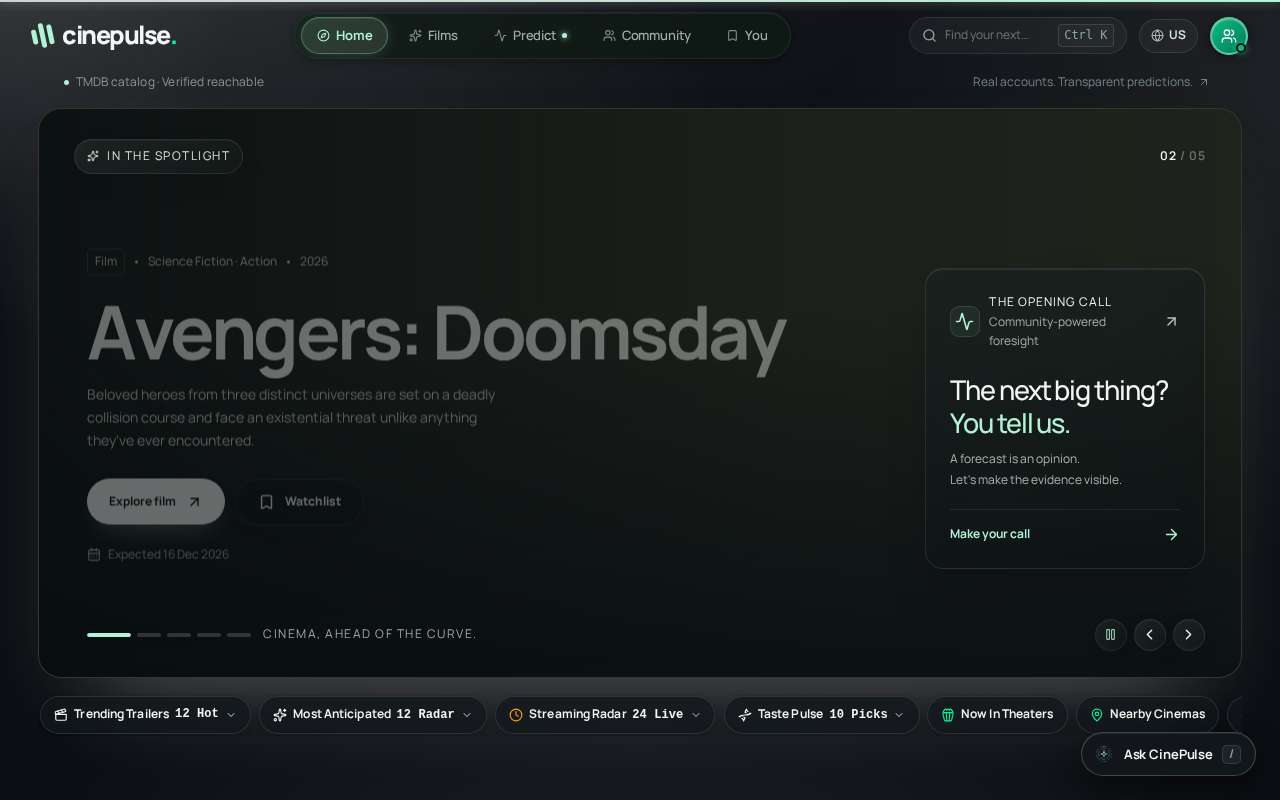 cinepulse.
Home
Films
Predict
Community
You
Find your next...
Ctrl K
US
TMDB catalog · Verified reachable
Real accounts. Transparent predictions.
IN THE SPOTLIGHT
02 / 05
Film • Science Fiction · Action • 2026
Avengers: Doomsday
Beloved heroes from three distinct universes are set on a deadly
collision course and face an existential threat unlike anything
they've ever encountered.
Explore film
Watchlist
Expected 16 Dec 2026
THE OPENING CALL
Community-powered
foresight
The next big thing?
You tell us.
A forecast is an opinion.
Let's make the evidence visible.
Make your call
CINEMA, AHEAD OF THE CURVE.
Trending Trailers 12 Hot
Most Anticipated 12 Radar
Streaming Radar 24 Live
Taste Pulse 10 Picks
Now In Theaters
Nearby Cinemas
Ask CinePulse /